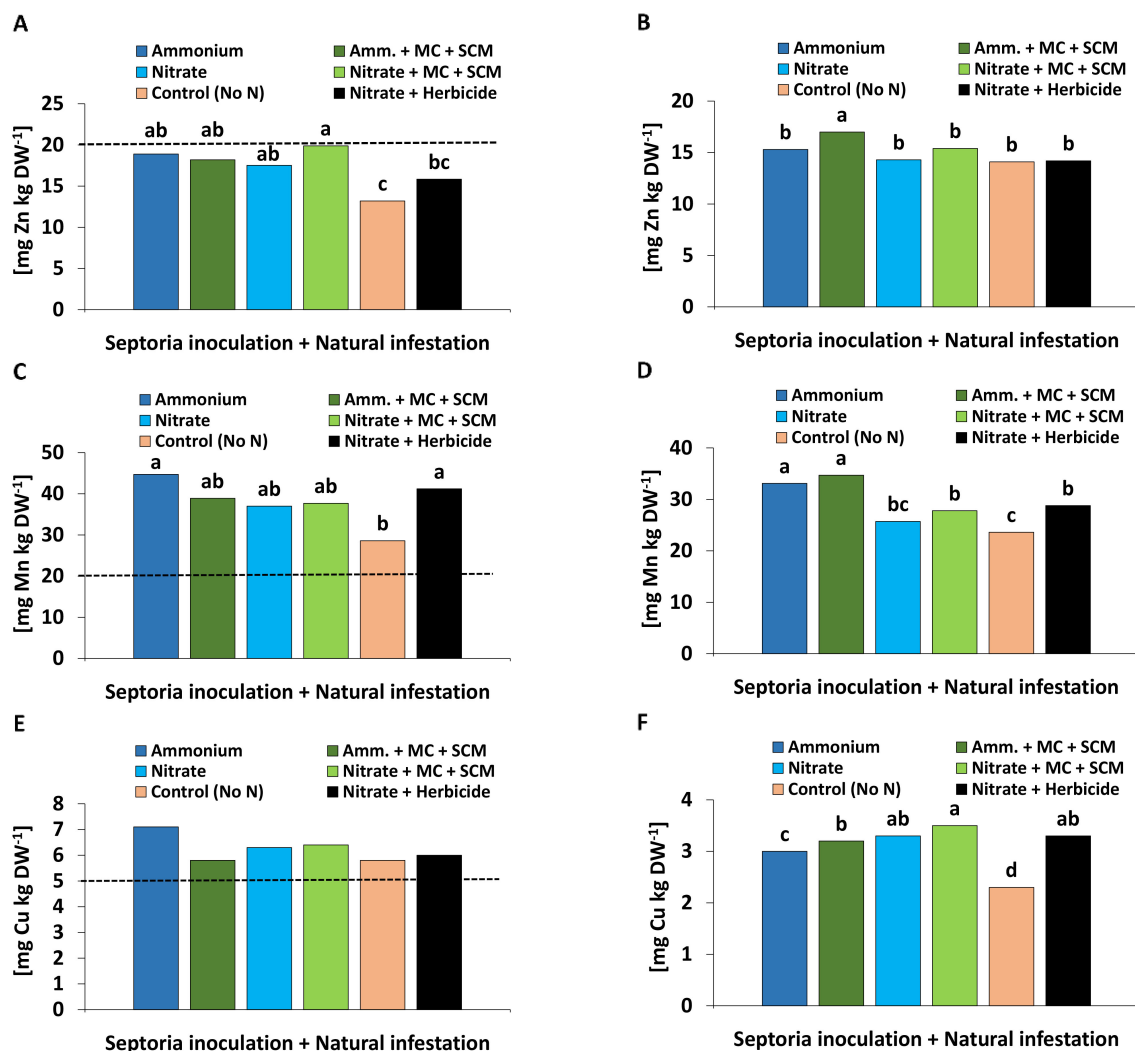 A
Ammonium Amm. + MC + SCM
Nitrate Nitrate + MC + SCM
Control (No N) Nitrate + Herbicide
[mg Zn kg DW-1]
25
20
15
10
5
0
ab ab ab a c bc
Septoria inoculation + Natural infestation
B
Ammonium Amm. + MC + SCM
Nitrate Nitrate + MC + SCM
Control (No N) Nitrate + Herbicide
[mg Zn kg DW-1]
20
15
10
5
0
b a b b b b
Septoria inoculation + Natural infestation
C
Ammonium Amm. + MC + SCM
Nitrate Nitrate + MC + SCM
Control (No N) Nitrate + Herbicide
[mg Mn kg DW-1]
50
40
30
20
10
0
a ab ab ab b a
Septoria inoculation + Natural infestation
D
Ammonium Amm. + MC + SCM
Nitrate Nitrate + MC + SCM
Control (No N) Nitrate + Herbicide
[mg Mn kg DW-1]
40
30
20
10
0
a a bc b c b
Septoria inoculation + Natural infestation
E
Ammonium Amm. + MC + SCM
Nitrate Nitrate + MC + SCM
Control (No N) Nitrate + Herbicide
[mg Cu kg DW-1]
8
7
6
5
4
3
2
1
0
Septoria inoculation + Natural infestation
F
Ammonium Amm. + MC + SCM
Nitrate Nitrate + MC + SCM
Control (No N) Nitrate + Herbicide
[mg Cu kg DW-1]
4
3
2
1
0
c b ab a d ab
Septoria inoculation + Natural infestation